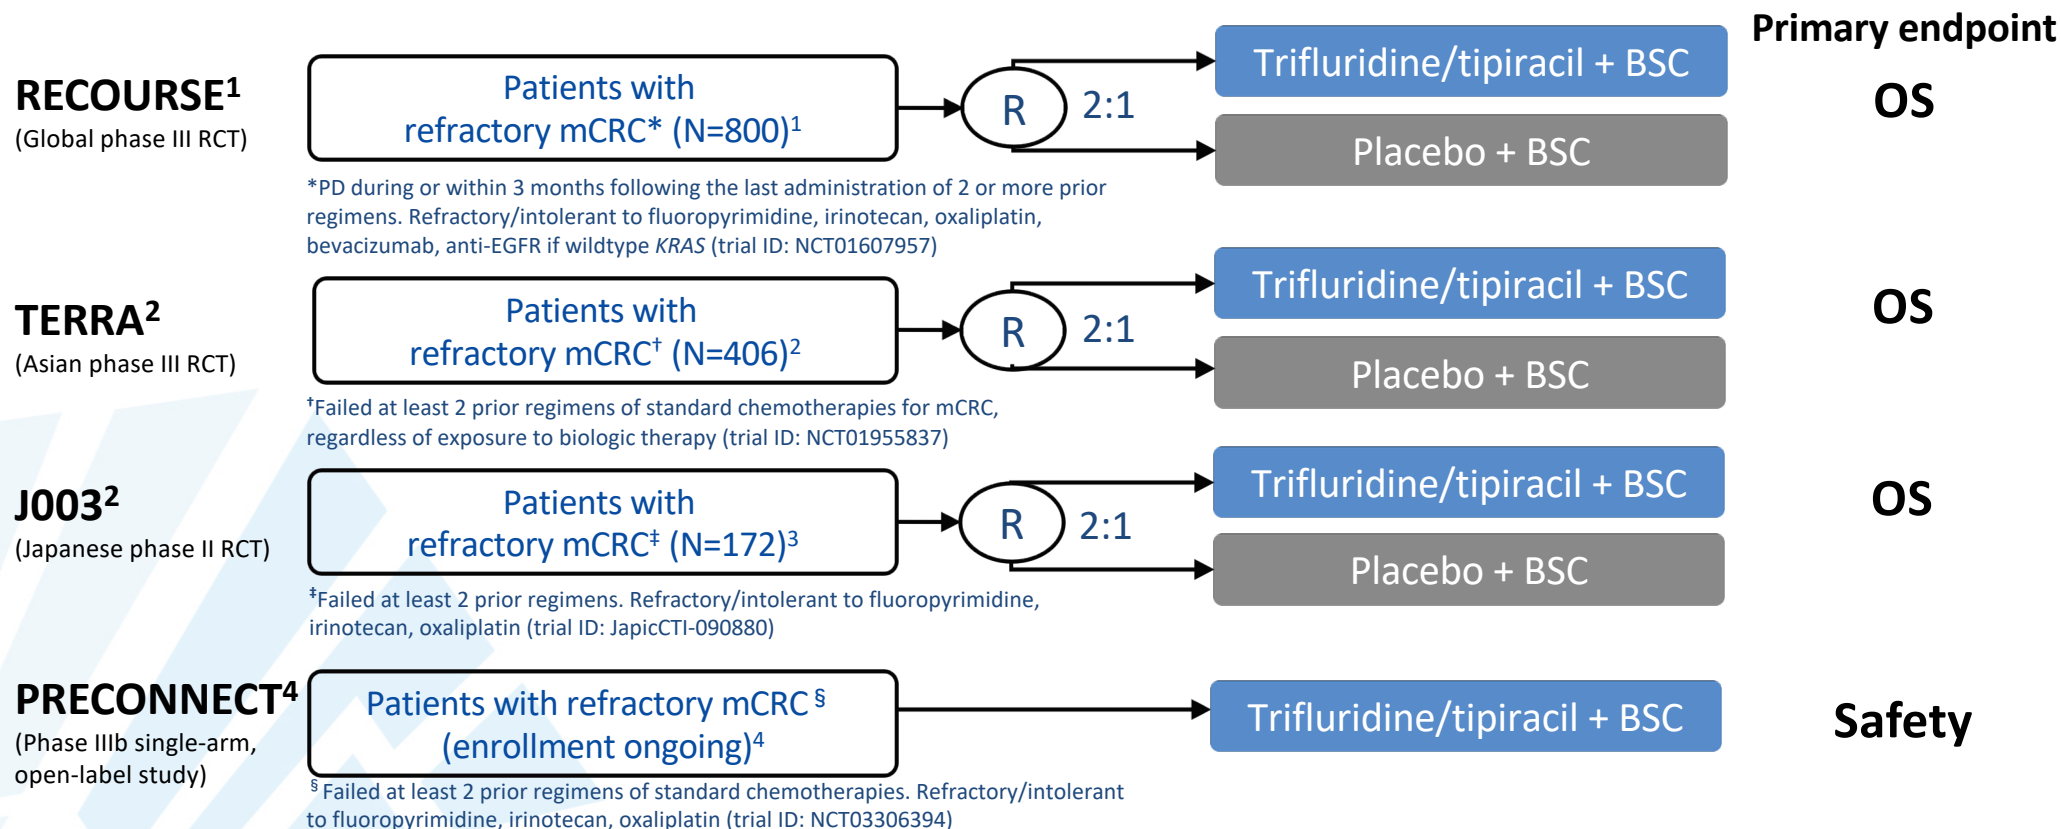 Primary endpoint
RECOURSE¹
(Global phase III RCT)
Patients with
refractory mCRC* (N=800)¹
R
2:1
Trifluridine/tipiracil + BSC
Placebo + BSC
OS
*PD during or within 3 months following the last administration of 2 or more prior
regimens. Refractory/intolerant to fluoropyrimidine, irinotecan, oxaliplatin,
bevacizumab, anti-EGFR if wildtype KRAS (trial ID: NCT01607957)
TERRA²
(Asian phase III RCT)
Patients with
refractory mCRC† (N=406)²
R
2:1
Trifluridine/tipiracil + BSC
Placebo + BSC
OS
†Failed at least 2 prior regimens of standard chemotherapies for mCRC,
regardless of exposure to biologic therapy (trial ID: NCT01955837)
J003²
(Japanese phase II RCT)
Patients with
refractory mCRC‡ (N=172)³
R
2:1
Trifluridine/tipiracil + BSC
Placebo + BSC
OS
‡Failed at least 2 prior regimens. Refractory/intolerant to fluoropyrimidine,
irinotecan, oxaliplatin (trial ID: JapicCTI-090880)
PRECONNECT⁴
(Phase IIIb single-arm,
open-label study)
Patients with refractory mCRC §
(enrollment ongoing)⁴
Trifluridine/tipiracil + BSC
Safety
§ Failed at least 2 prior regimens of standard chemotherapies. Refractory/intolerant
to fluoropyrimidine, irinotecan, oxaliplatin (trial ID: NCT03306394)